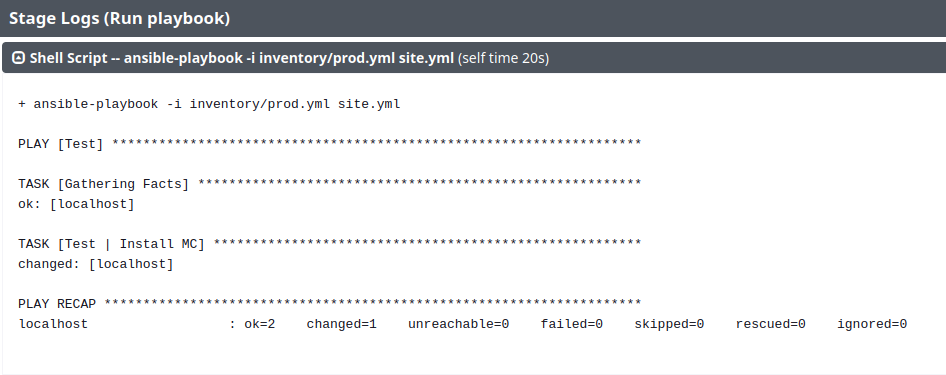 Stage Logs (Run playbook)
Shell Script -- ansible-playbook -i inventory/prod.yml site.yml (self time 20s)
+ ansible-playbook -i inventory/prod.yml site.yml
PLAY [Test] ********************************************************************
TASK [Gathering Facts] *********************************************************
ok: [localhost]
TASK [Test | Install MC] *******************************************************
changed: [localhost]
PLAY RECAP *********************************************************************
localhost                  : ok=2    changed=1    unreachable=0    failed=0    skipped=0    rescued=0    ignored=0